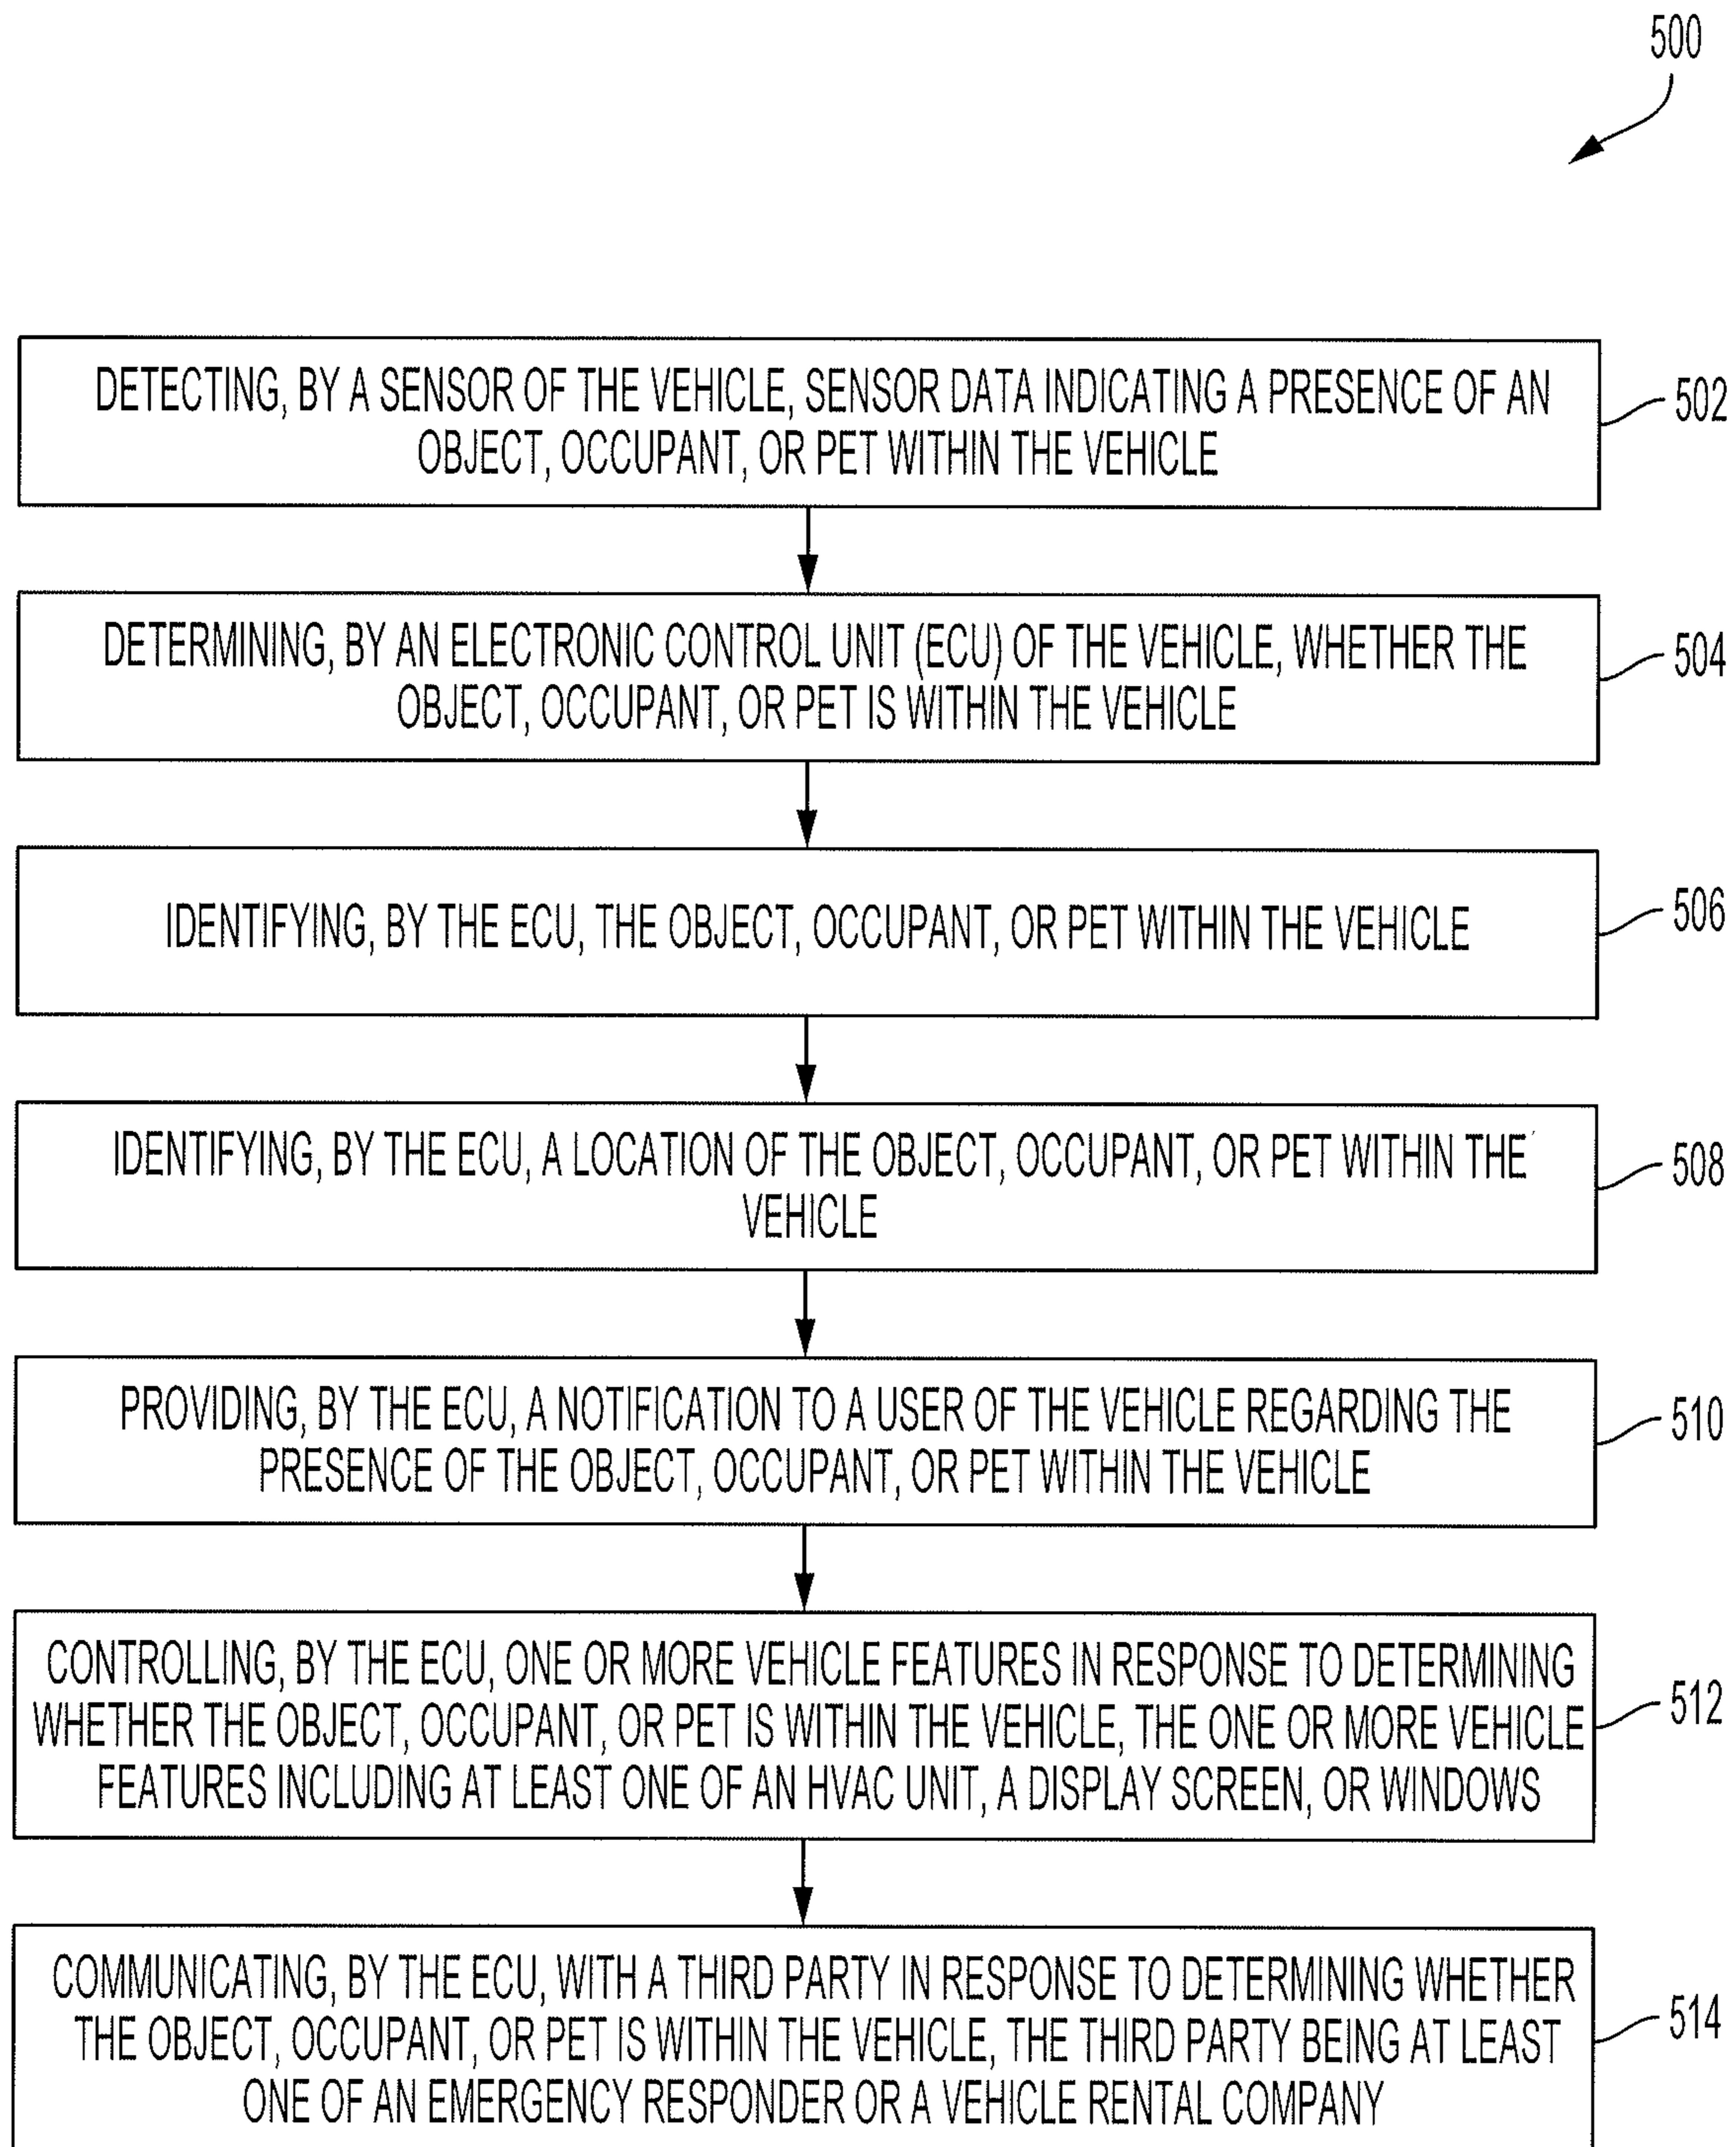 500
DETECTING, BY A SENSOR OF THE VEHICLE, SENSOR DATA INDICATING A PRESENCE OF AN
OBJECT, OCCUPANT, OR PET WITHIN THE VEHICLE
502
DETERMINING, BY AN ELECTRONIC CONTROL UNIT (ECU) OF THE VEHICLE, WHETHER THE
OBJECT, OCCUPANT, OR PET IS WITHIN THE VEHICLE
504
IDENTIFYING, BY THE ECU, THE OBJECT, OCCUPANT, OR PET WITHIN THE VEHICLE
506
IDENTIFYING, BY THE ECU, A LOCATION OF THE OBJECT, OCCUPANT, OR PET WITHIN THE
VEHICLE
508
PROVIDING, BY THE ECU, A NOTIFICATION TO A USER OF THE VEHICLE REGARDING THE
PRESENCE OF THE OBJECT, OCCUPANT, OR PET WITHIN THE VEHICLE
510
CONTROLLING, BY THE ECU, ONE OR MORE VEHICLE FEATURES IN RESPONSE TO DETERMINING
WHETHER THE OBJECT, OCCUPANT, OR PET IS WITHIN THE VEHICLE, THE ONE OR MORE VEHICLE
FEATURES INCLUDING AT LEAST ONE OF AN HVAC UNIT, A DISPLAY SCREEN, OR WINDOWS
512
COMMUNICATING, BY THE ECU, WITH A THIRD PARTY IN RESPONSE TO DETERMINING WHETHER
THE OBJECT, OCCUPANT, OR PET IS WITHIN THE VEHICLE, THE THIRD PARTY BEING AT LEAST
ONE OF AN EMERGENCY RESPONDER OR A VEHICLE RENTAL COMPANY
514